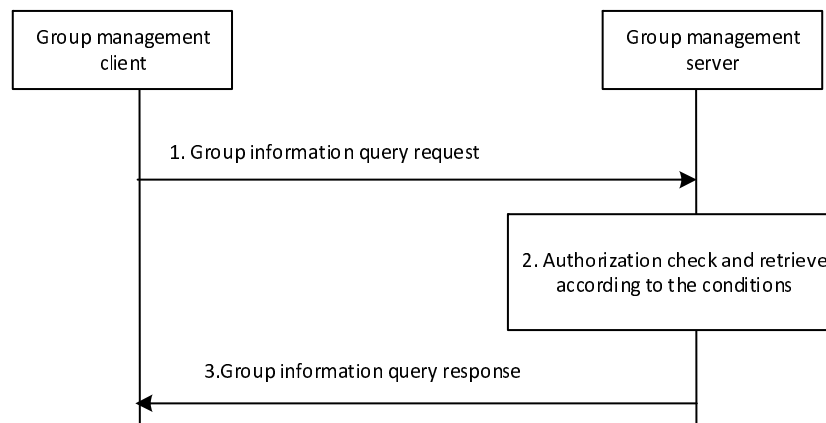 Group management
client
Group management
server
1. Group information query request
2. Authorization check and retrieve
according to the conditions
3.Group information query response